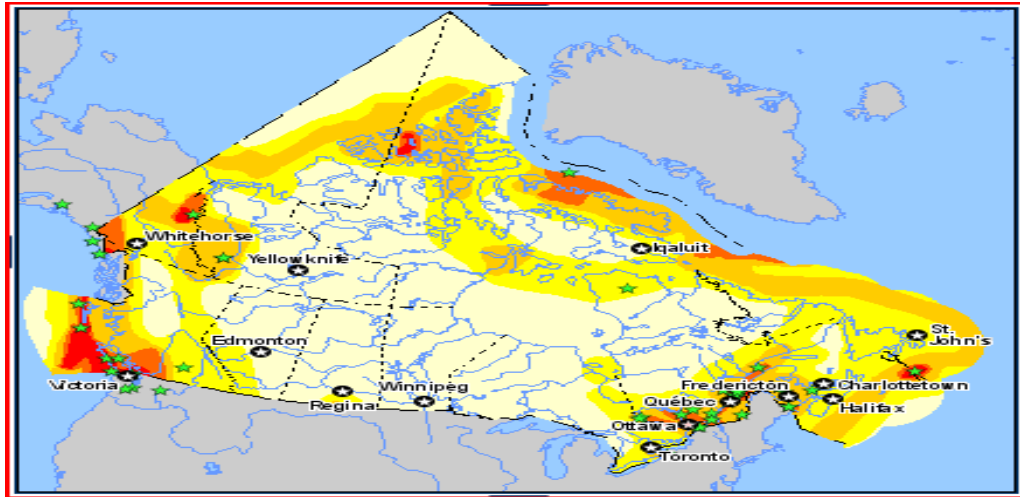 Whitehorse
Yellowknife
Iqaluit
Edmonton
St.
John's
Victoria
Winnipeg
Regina
Fredericton
Charlottetown
Québec
Halifax
Ottawa
Toronto